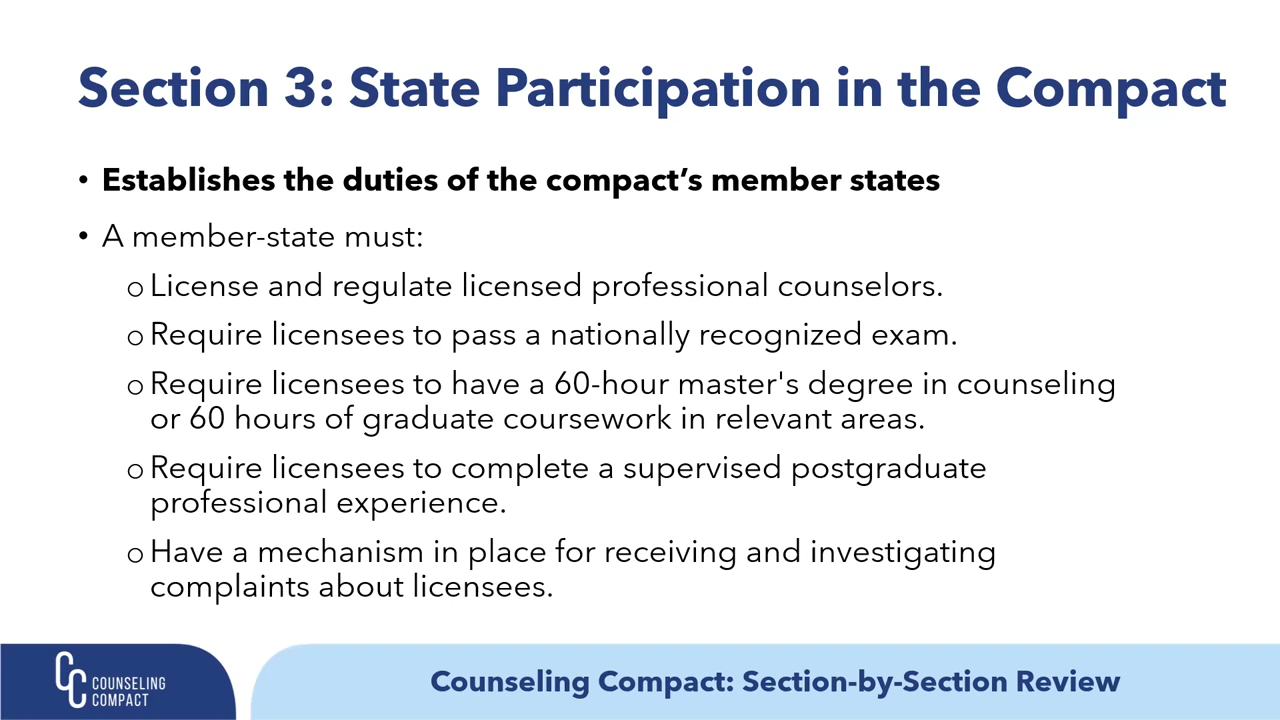 Section 3: State Participation in the Compact
• Establishes the duties of the compact’s member states
• A member-state must:
o License and regulate licensed professional counselors.
o Require licensees to pass a nationally recognized exam.
o Require licensees to have a 60-hour master's degree in counseling
or 60 hours of graduate coursework in relevant areas.
o Require licensees to complete a supervised postgraduate
professional experience.
o Have a mechanism in place for receiving and investigating
complaints about licensees.
CC COUNSELING
COMPACT
Counseling Compact: Section-by-Section Review